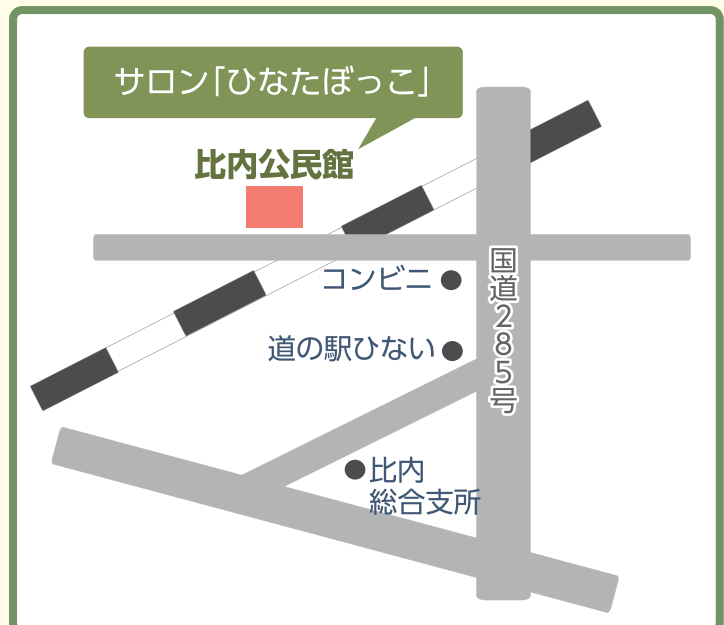 サロン「ひなたぼっこ」
比内公民館
コンビニ
国道285号
道の駅ひない
比内
総合支所